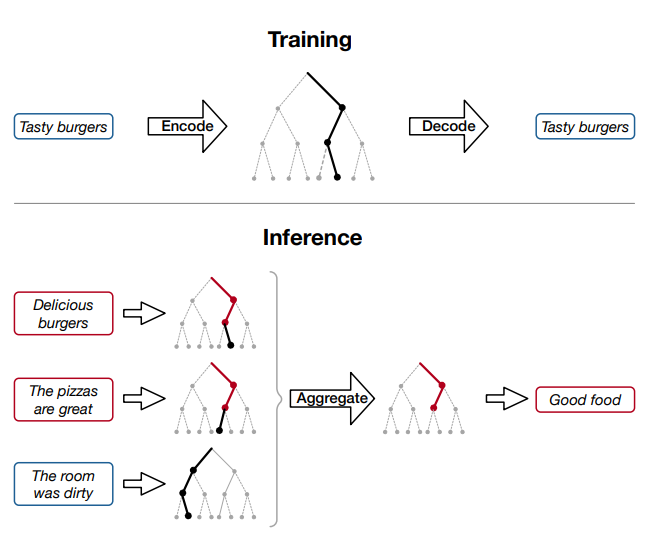 Training
Tasty burgers
Encode
Decode
Tasty burgers
Inference
Delicious
burgers
The pizzas
are great
Aggregate
Good food
The room
was dirty